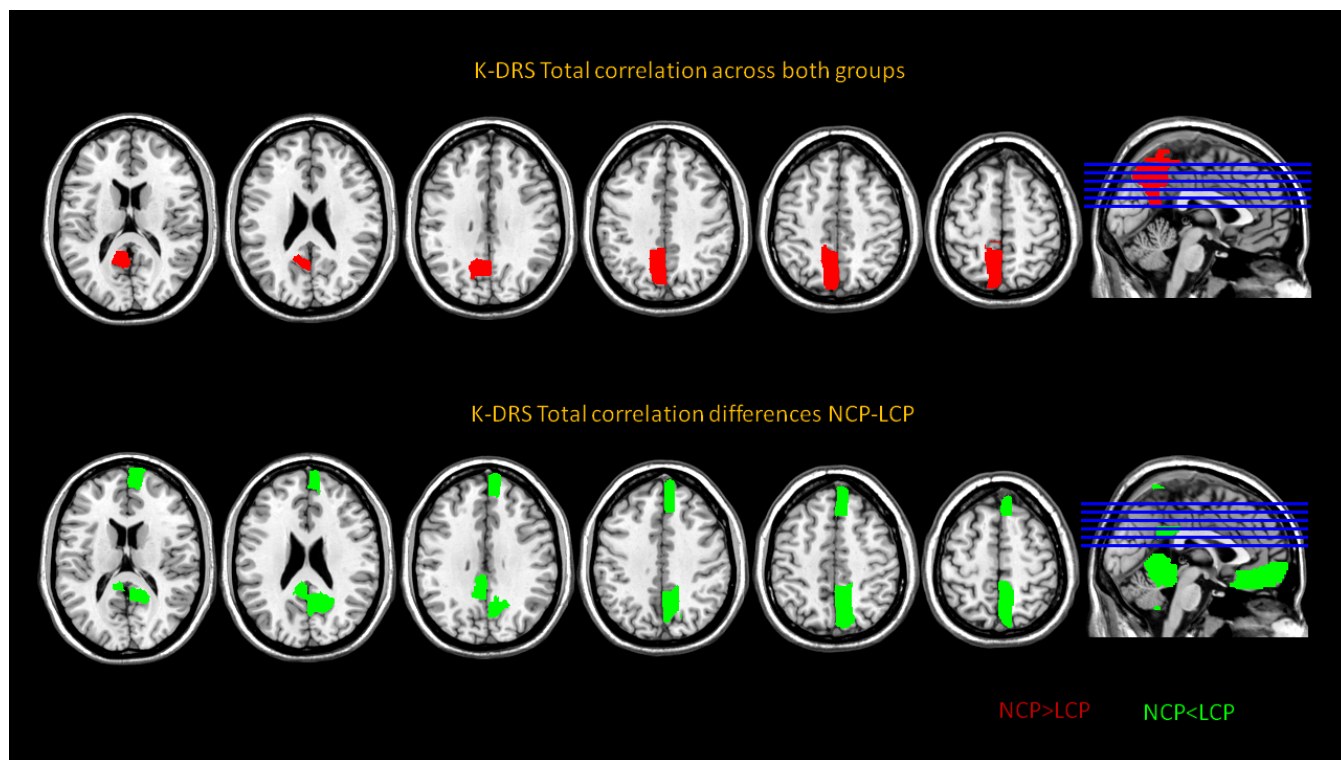 K-DRS Total correlation across both groups
K-DRS Total correlation differences NCP-LCP
NCP>LCP NCP<LCP